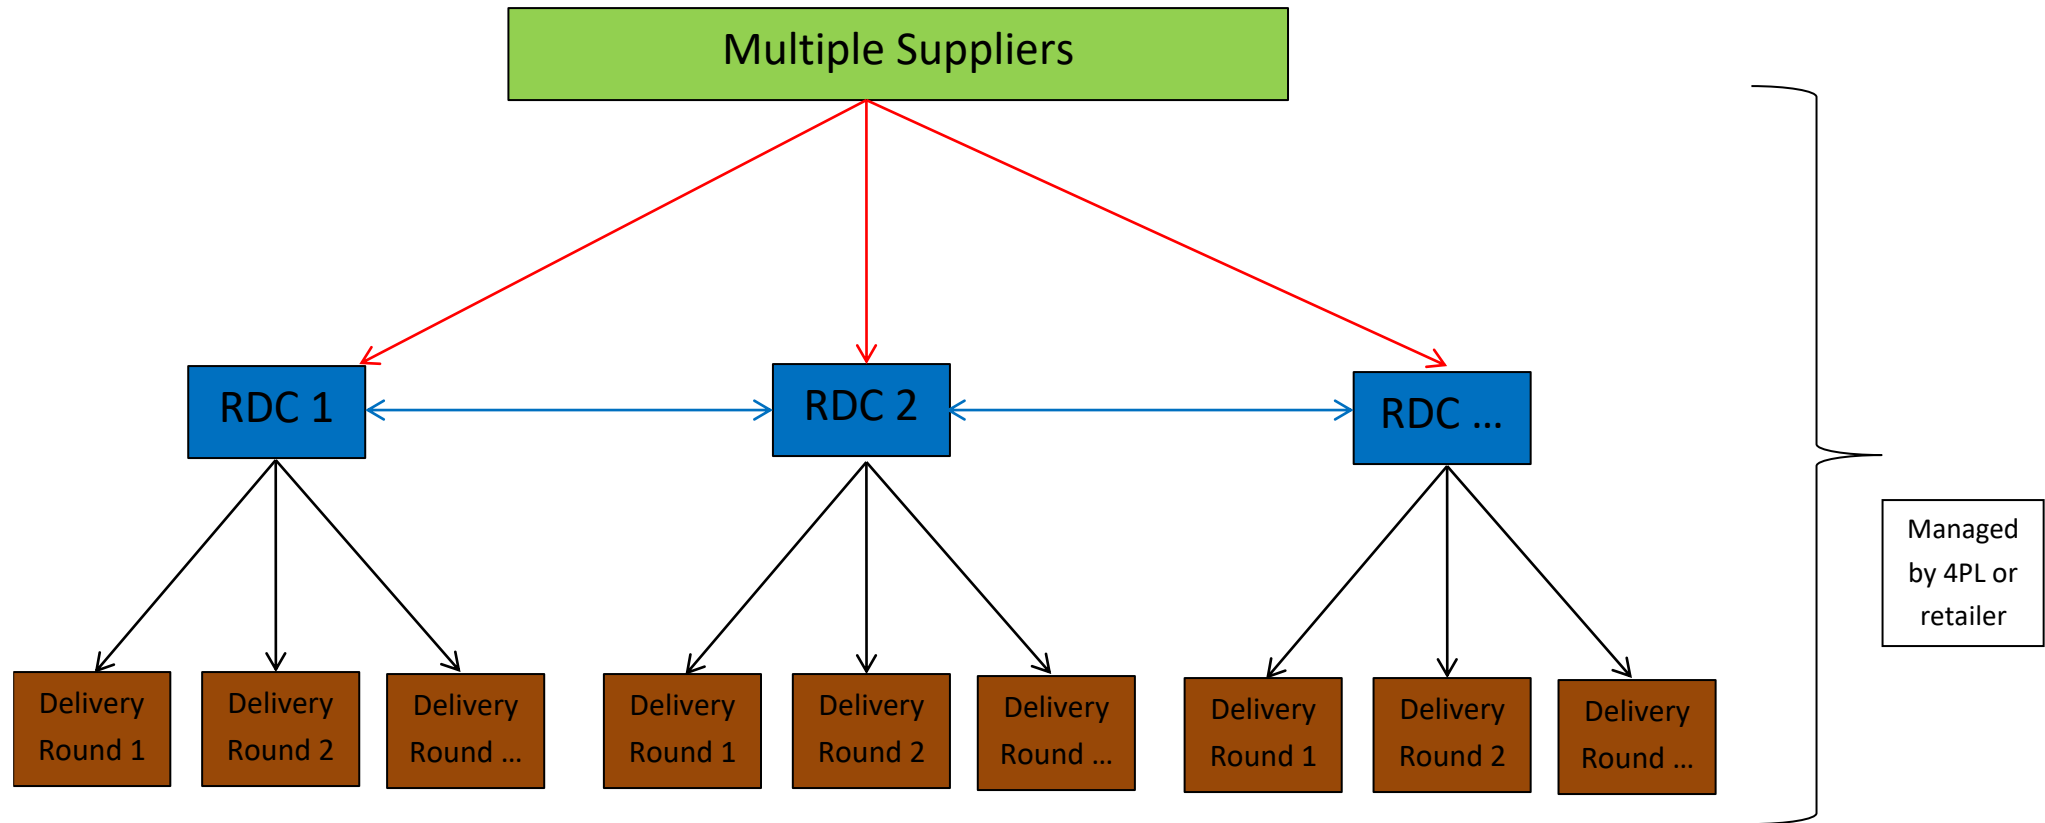 Multiple Suppliers
RDC 1
RDC 2
RDC ...
Managed
by 4PL or
retailer
Delivery
Round 1
Delivery
Round 2
Delivery
Round ...
Delivery
Round 1
Delivery
Round 2
Delivery
Round ...
Delivery
Round 1
Delivery
Round 2
Delivery
Round ...